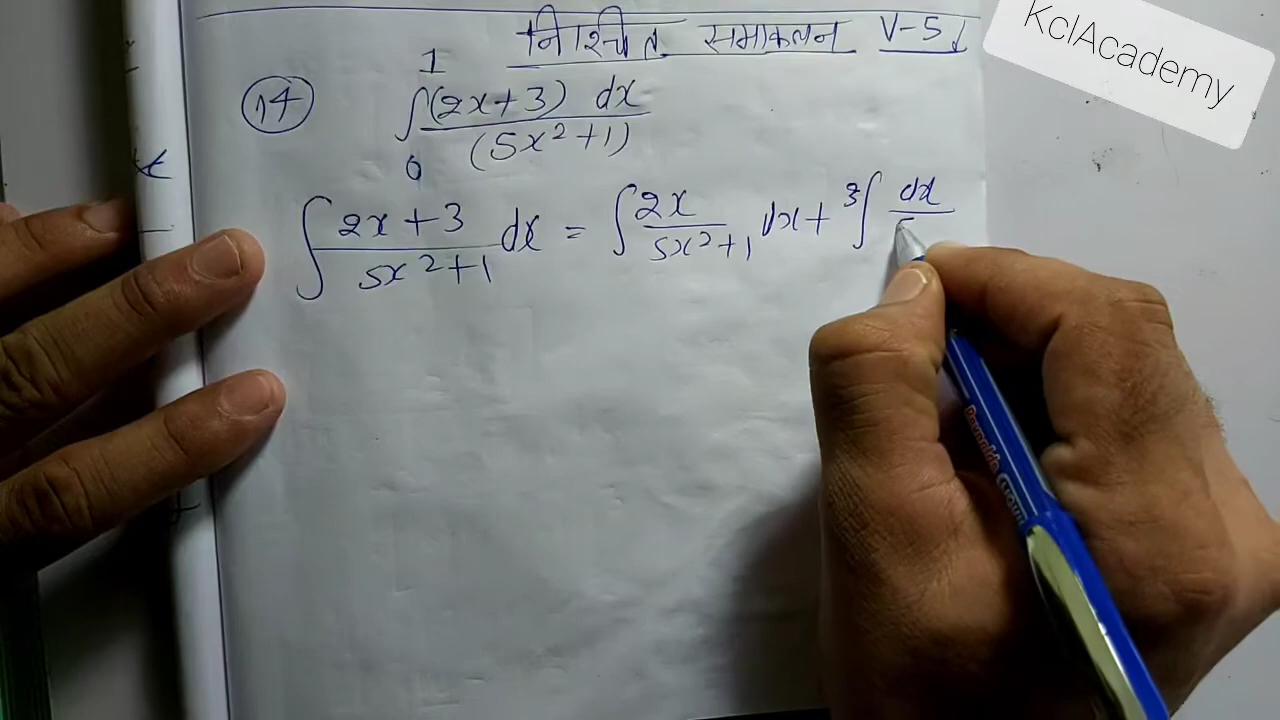 निश्चित समाकलन V-5↓
KclAcademy
(14) ∫₀¹ (2x+3) dx / (5x²+1)
∫ 2x+3 / 5x²+1 dx = ∫ 2x / 5x²+1 dx + 3∫ dx / 5